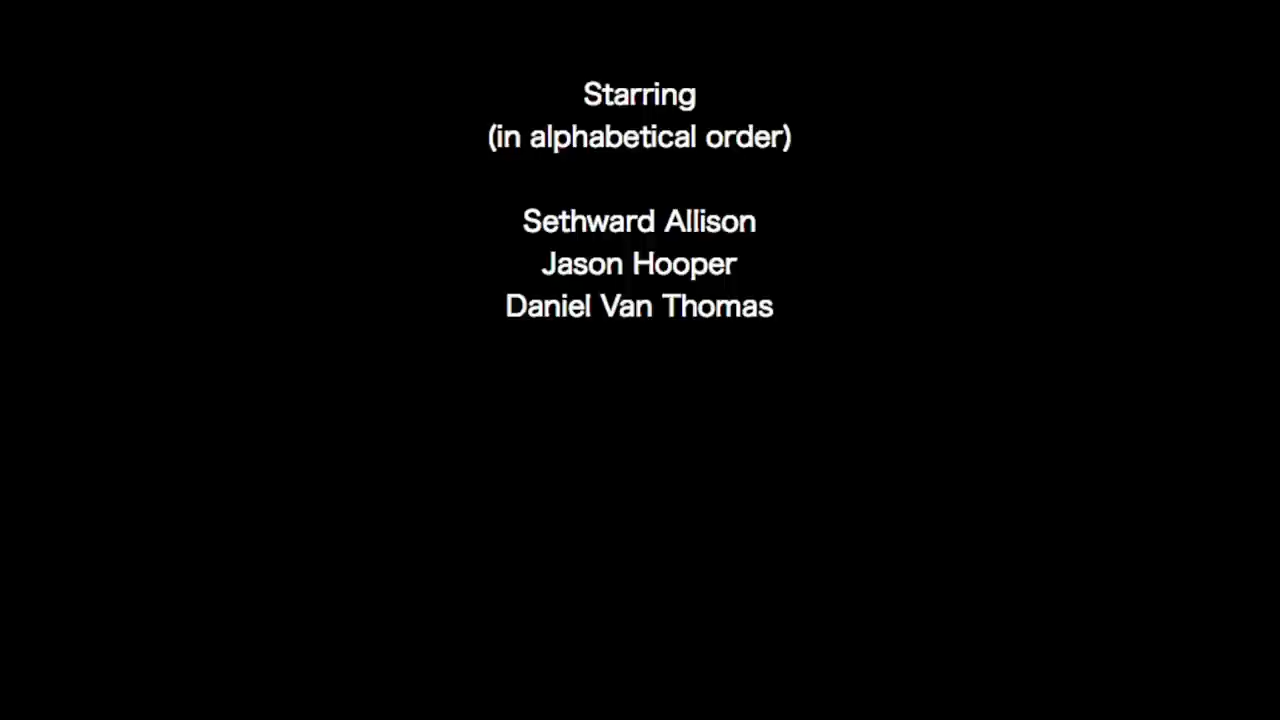 Starring
(in alphabetical order)
Sethward Allison
Jason Hooper
Daniel Van Thomas